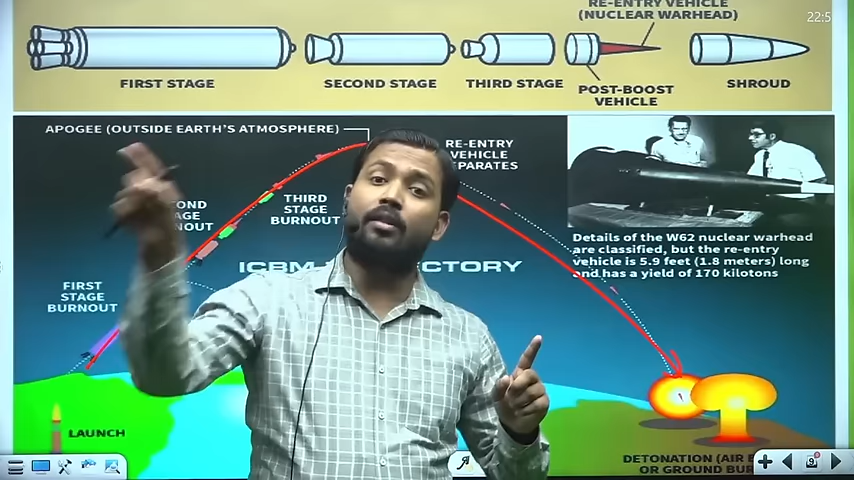 RE-ENTRY VEHICLE
(NUCLEAR WARHEAD)
22:5
FIRST STAGE
SECOND STAGE
THIRD STAGE
POST-BOOST
VEHICLE
SHROUD
APOGEE (OUTSIDE EARTH'S ATMOSPHERE)
RE-ENTRY
VEHICLE
THIRD
STAGE
BURNOUT
ICBM
FIRST
STAGE
BURNOUT
Details of the W62 nuclear warhead
are classified, but the re-entry
vehicle is 5.9 feet (1.8 meters) long
and has a yield of 170 kilotons
LAUNCH
DETONATION (AIR
OR GROUND